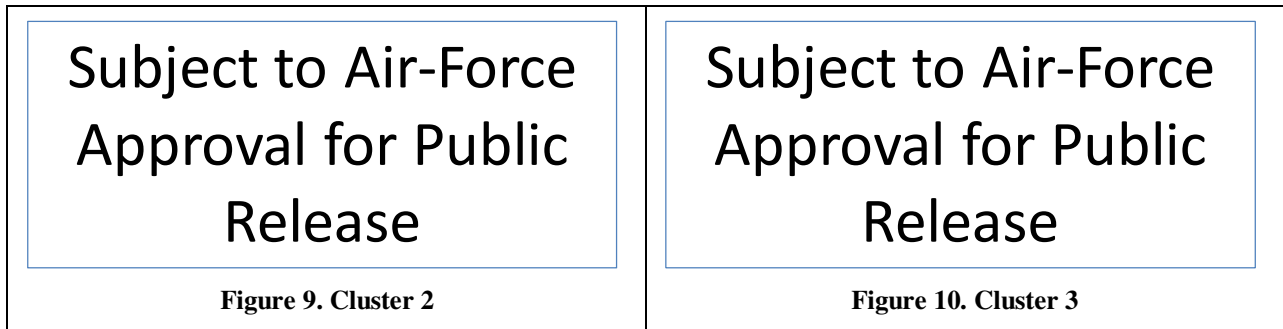 Subject to Air-Force
Approval for Public
Release
Figure 9. Cluster 2
Subject to Air-Force
Approval for Public
Release
Figure 10. Cluster 3